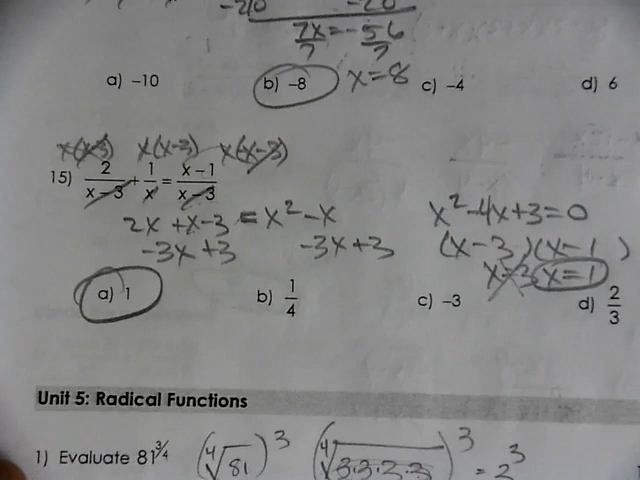 -210 -20
7x = -56
7 7
x = 8
a) -10 b) -8 c) -4 d) 6
x(x-3) x(x-3) x(x-3)
15) 2/(x-3) + 1/x = (x-1)/(x-3)
2x + x-3 = x² - x x² - 4x + 3 = 0
-3x + 3 -3x + 3 (x - 3)(x - 1)
x = 3 x = 1
a) 1 b) 1/4 c) -3 d) 2/3
Unit 5: Radical Functions
1) Evaluate 81^3/4 (⁴√81)³ (⁴√3·3·3·3)³ = 3³